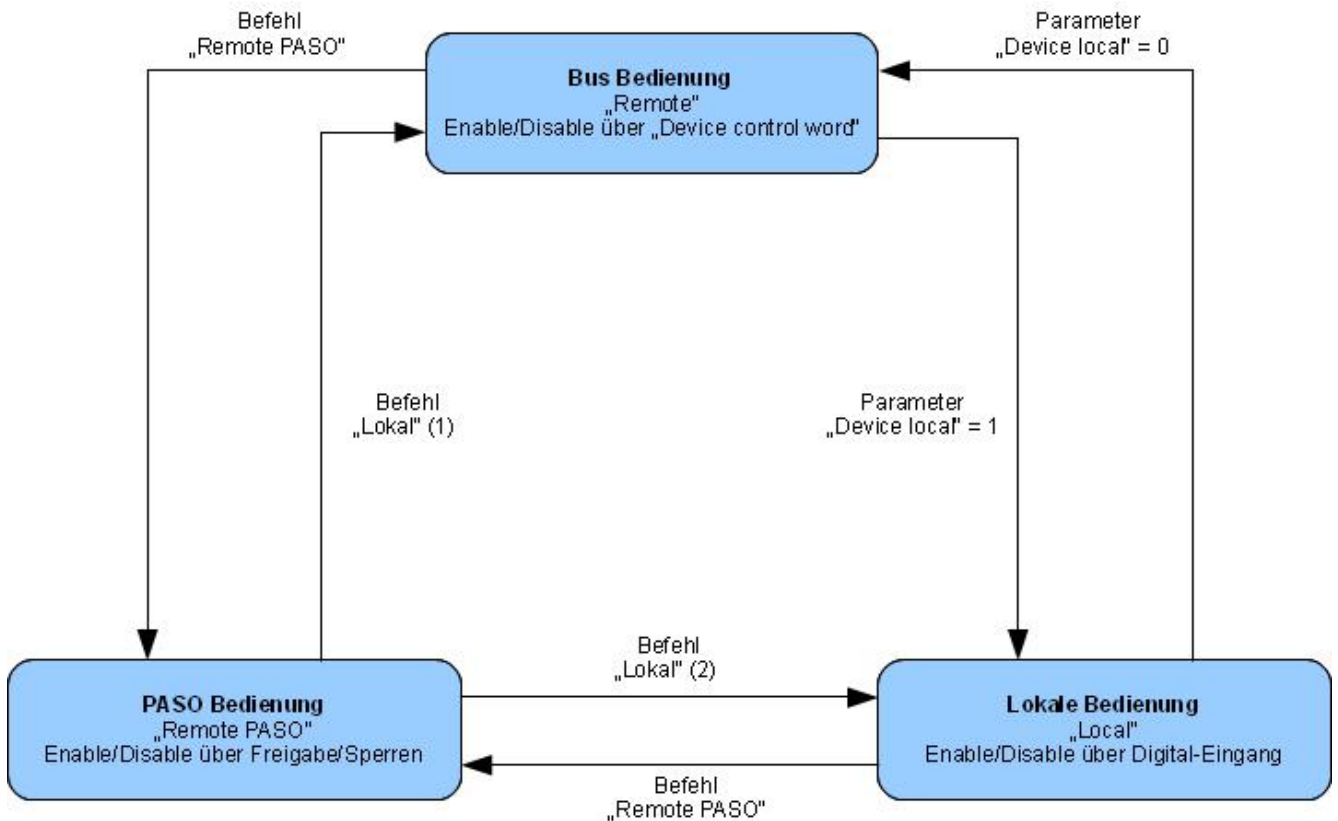 Befehl
„Remote PASO"
Parameter
„Device local" = 0
Bus Bedienung
„Remote"
Enable/Disable über „Device control word"
Befehl
„Lokal" (1)
Parameter
„Device local" = 1
Befehl
„Lokal" (2)
PASO Bedienung
„Remote PASO"
Enable/Disable über Freigabe/Sperren
Lokale Bedienung
„Local"
Enable/Disable über Digital-Eingang
Befehl
„Remote PASO"